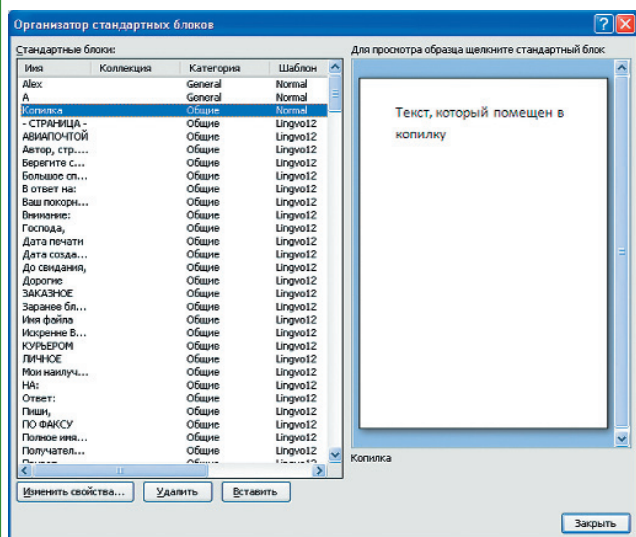 Организатор стандартных блоков
Стандартные блоки:
Для просмотра образца щелкните стандартный блок
Имя Коллекция Категория Шаблон
Alex General Normal
A General Normal
Копилка Общие Normal
- СТРАНИЦА - Общие Lingvo12
АВИАПОЧТОЙ Общие Lingvo12
Автор, стр.... Общие Lingvo12
Берегите с... Общие Lingvo12
Большое сп... Общие Lingvo12
В ответ на: Общие Lingvo12
Ваш покорн... Общие Lingvo12
Внимание: Общие Lingvo12
Господа, Общие Lingvo12
Дата печати Общие Lingvo12
Дата созда... Общие Lingvo12
До свидания, Общие Lingvo12
Дорогие Общие Lingvo12
ЗАКАЗНОЕ Общие Lingvo12
Заранее бл... Общие Lingvo12
Имя файла Общие Lingvo12
Искренне В... Общие Lingvo12
КУРЬЕРОМ Общие Lingvo12
ЛИЧНОЕ Общие Lingvo12
Мои наилуч... Общие Lingvo12
НА: Общие Lingvo12
Ответ: Общие Lingvo12
Пиши, Общие Lingvo12
ПО ФАКСУ Общие Lingvo12
Полное имя... Общие Lingvo12
Получател... Общие Lingvo12
Текст, который помещен в
копилку
Копилка
Изменить свойства... Удалить Вставить
Закрыть